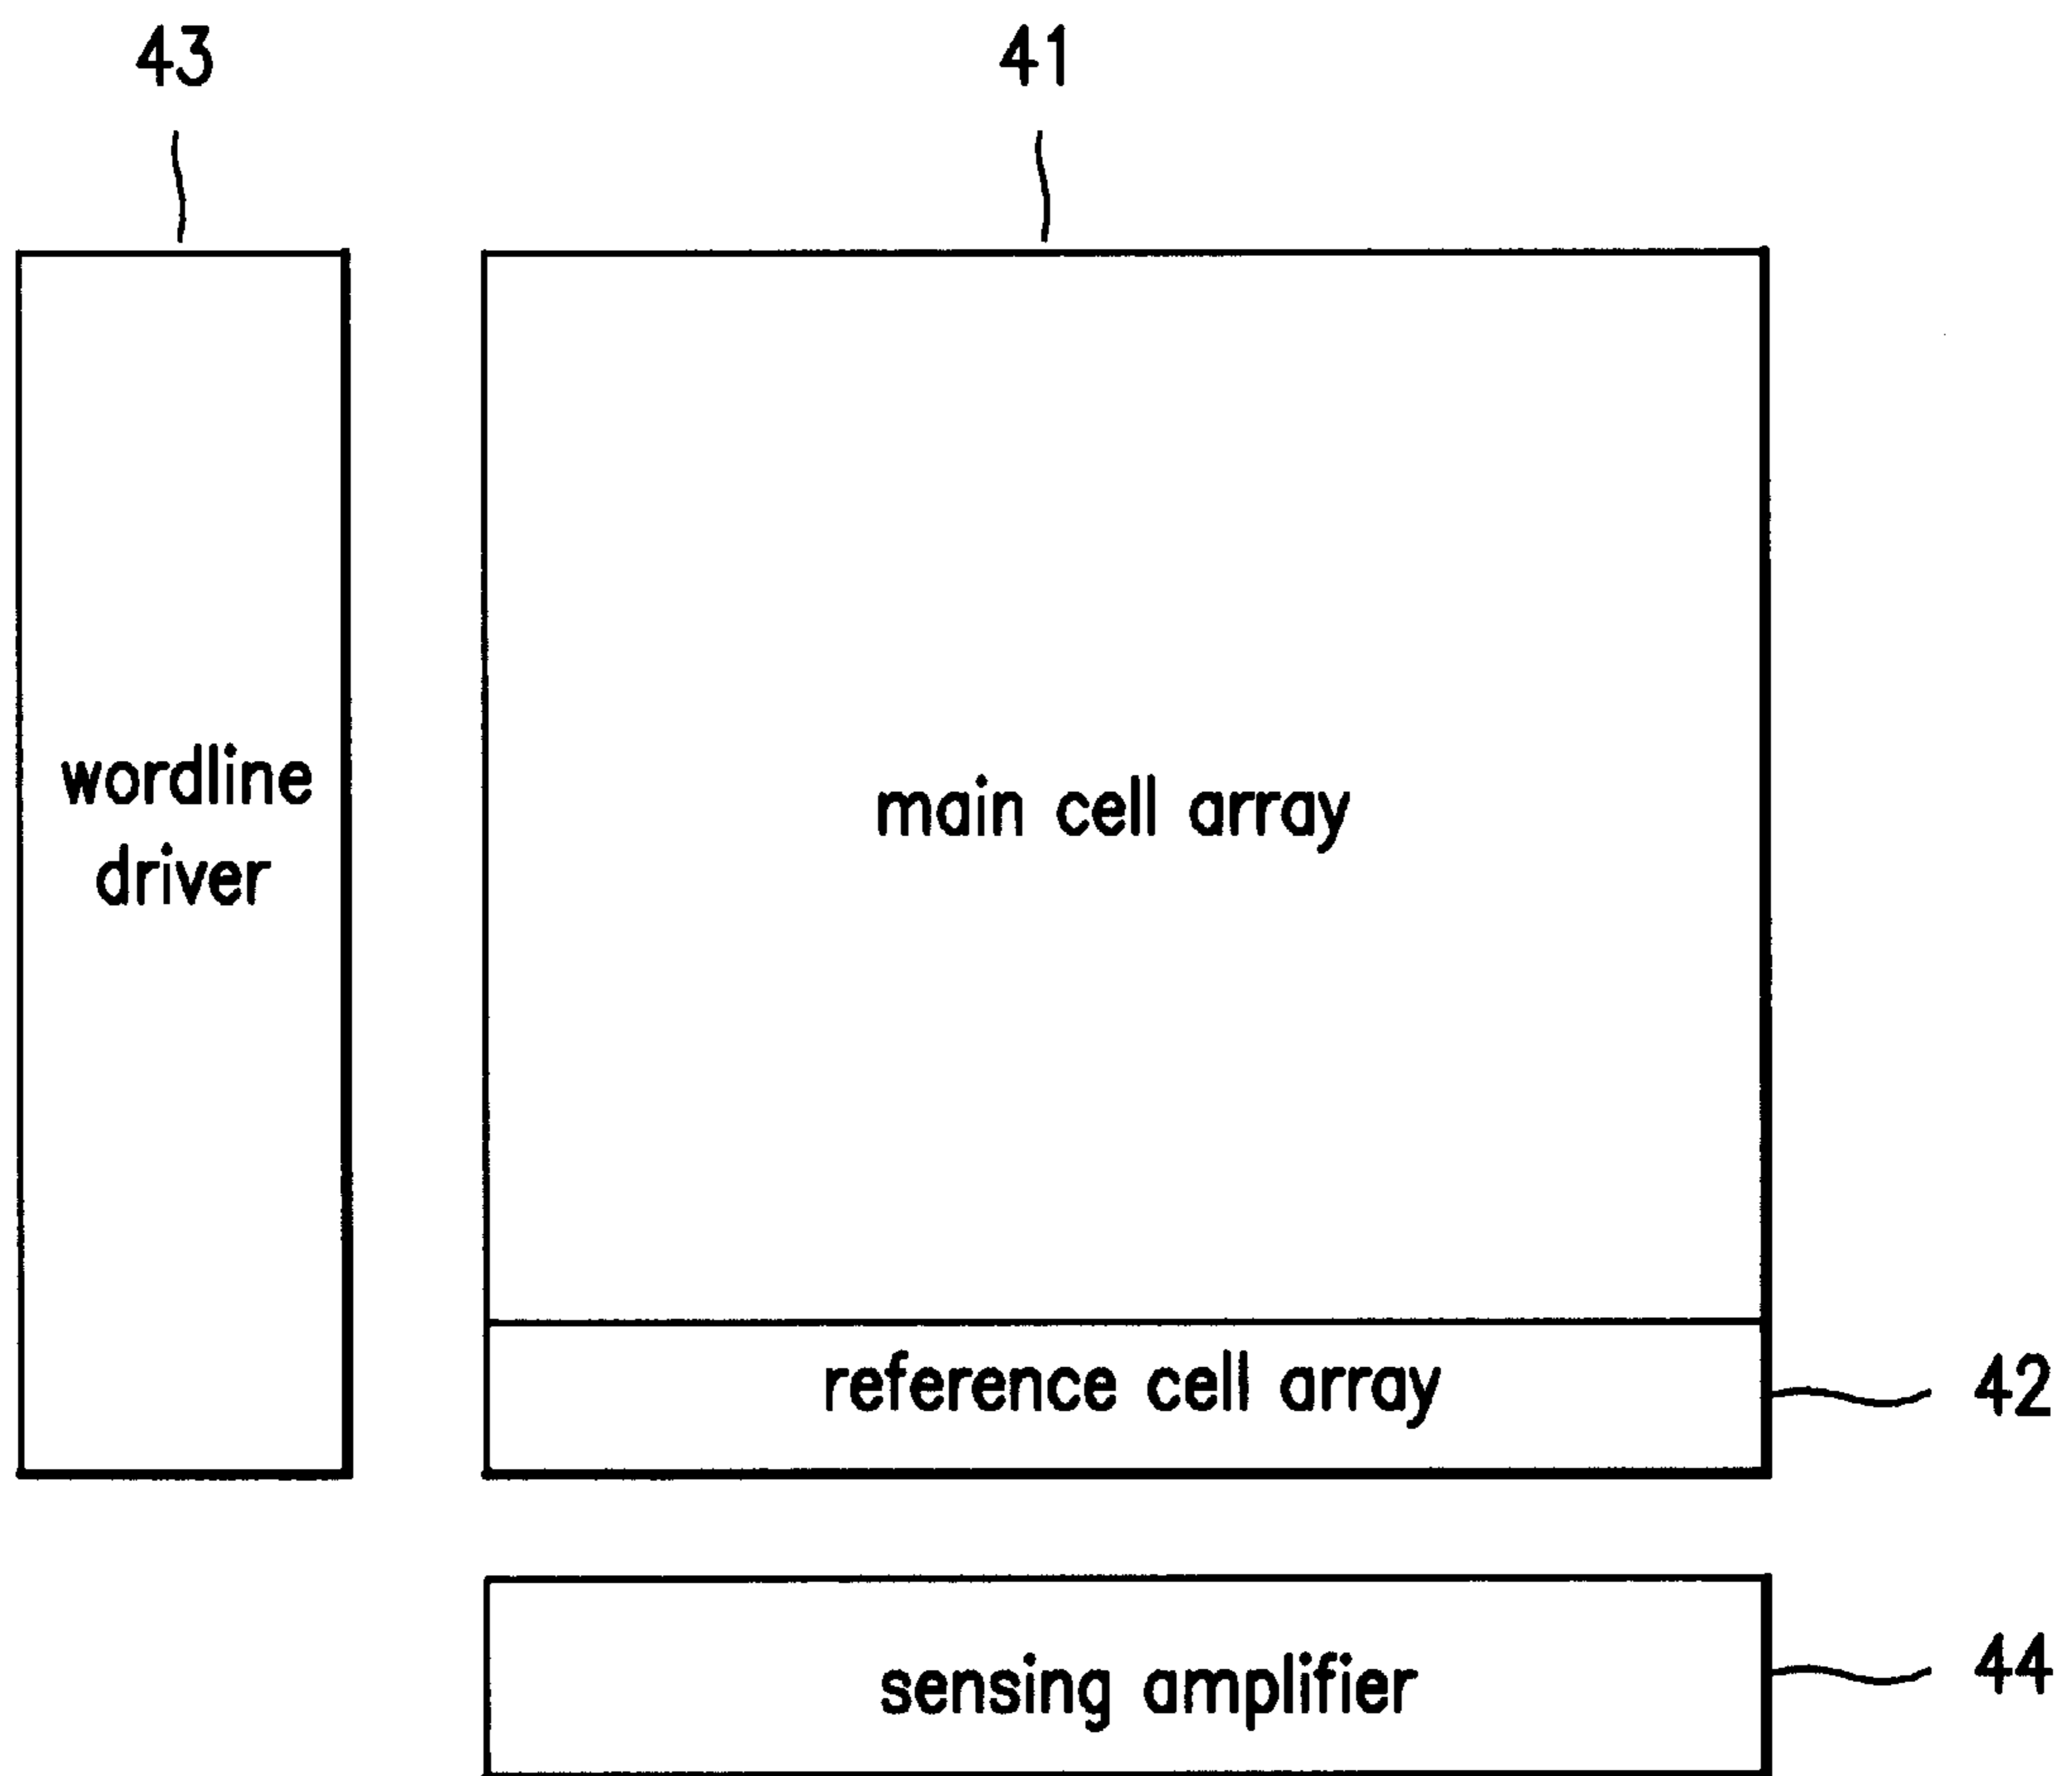 43
41
wordline
driver
main cell array
reference cell array
42
sensing amplifier
44